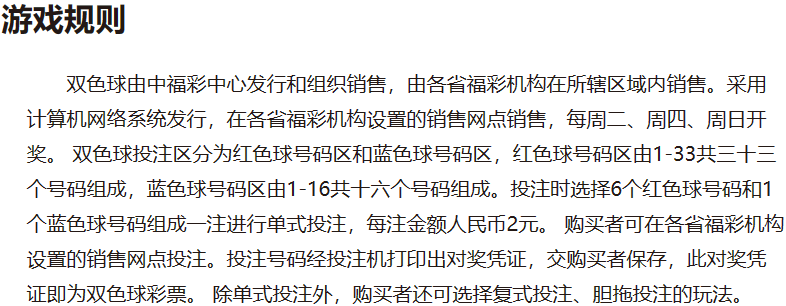 游戏规则
双色球由中福彩中心发行和组织销售，由各省福彩机构在所辖区域内销售。采用
计算机网络系统发行，在各省福彩机构设置的销售网点销售，每周二、周四、周日开
奖。 双色球投注区分为红色球号码区和蓝色球号码区，红色球号码区由1-33共三十三
个号码组成，蓝色球号码区由1-16共十六个号码组成。投注时选择6个红色球号码和1
个蓝色球号码组成一注进行单式投注，每注金额人民币2元。 购买者可在各省福彩机构
设置的销售网点投注。投注号码经投注机打印出对奖凭证，交购买者保存，此对奖凭
证即为双色球彩票。 除单式投注外，购买者还可选择复式投注、胆拖投注的玩法。